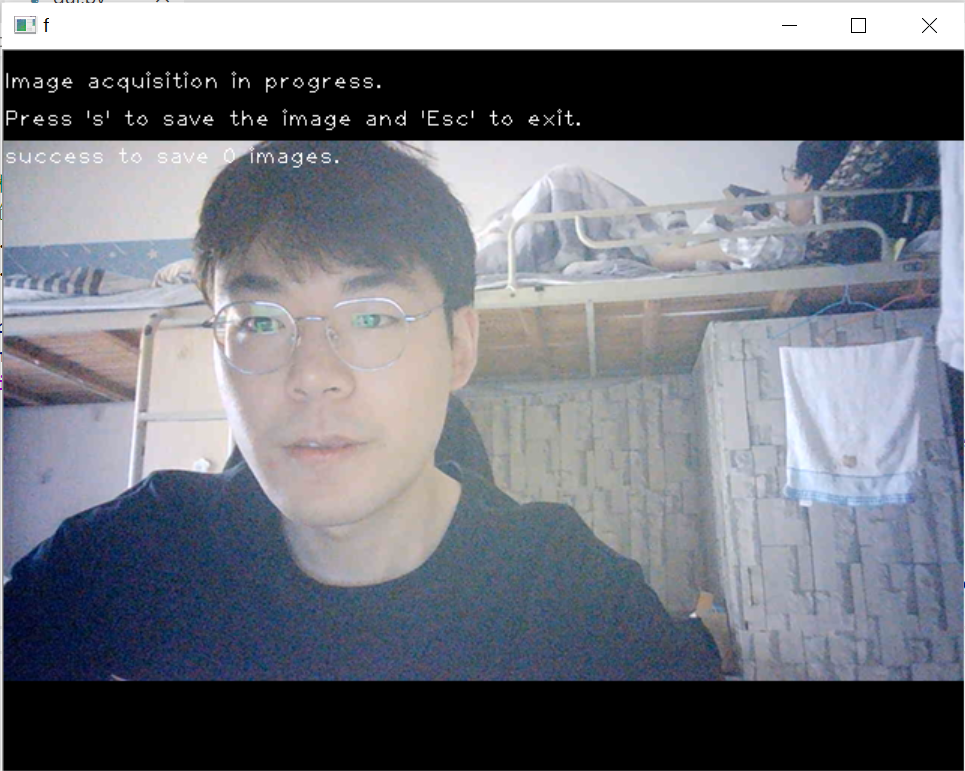 f
Image acquisition in progress.
Press 's' to save the image and 'Esc' to exit.
success to save 0 images.